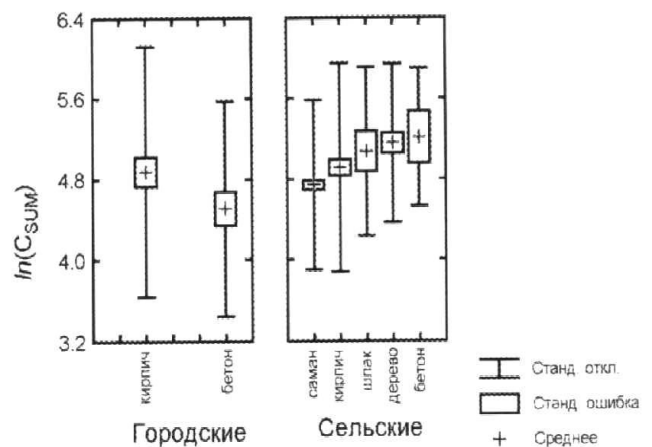 6.4
5.6
4.8
4.0
3.2
ln(C_SUM)
кирпич
бетон
саман
кирпич
шпак
дерево
бетон
Городские
Сельские
Станд. откл.
Станд ошибка
Среднее